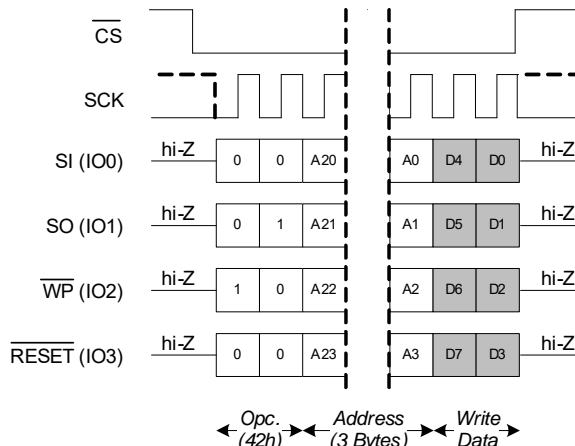 CS
SCK
SI (IO0) hi-Z 0 0 A20 A0 D4 D0 hi-Z
SO (IO1) hi-Z 0 1 A21 A1 D5 D1 hi-Z
WP (IO2) hi-Z 1 0 A22 A2 D6 D2 hi-Z
RESET (IO3) hi-Z 0 0 A23 A3 D7 D3 hi-Z
Opc. Address Write
(42h) (3 Bytes) Data